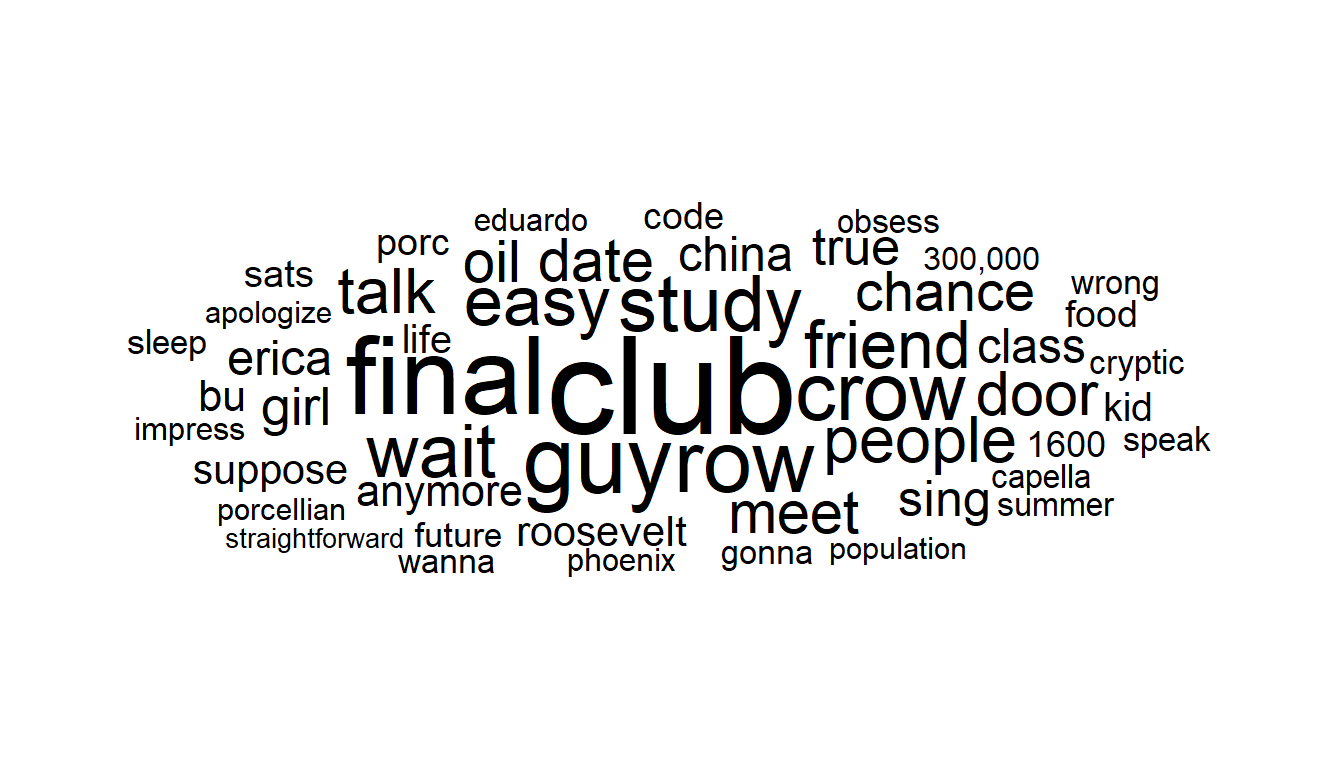 eduardo code obsess
porc oil date china true 300,000
sats talk easy study chance wrong
apologize food
sleep erica life final club friend class cryptic
bu girl crow door kid
impress wait guy row people 1600 speak
suppose anymore capella
porcellian meet sing summer
straightforward future roosevelt
wanna phoenix gonna population